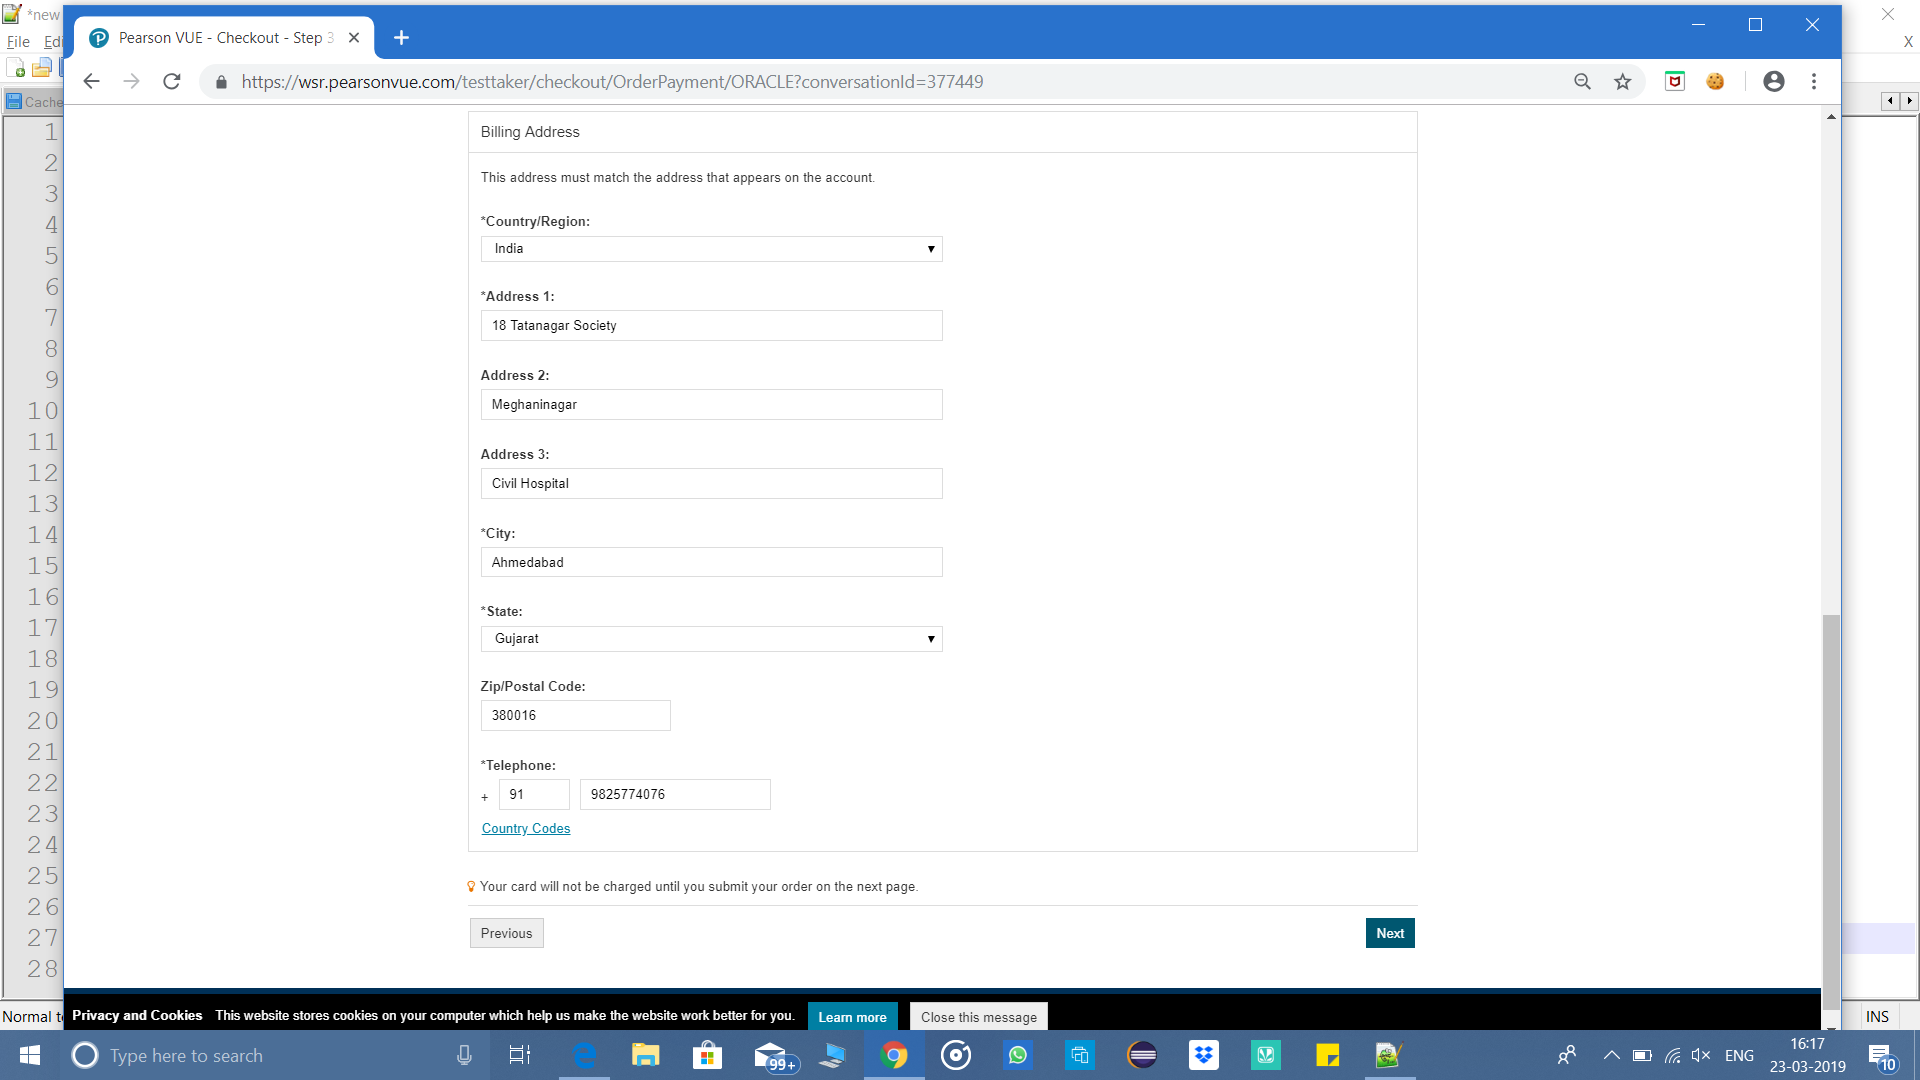 *new
File Edi
Cache
X
Pearson VUE - Checkout - Step 3
https://wsr.pearsonvue.com/testtaker/checkout/OrderPayment/ORACLE?conversationId=377449
1
2
3
4
5
6
7
8
9
10
11
12
13
14
15
16
17
18
19
20
21
22
23
24
25
26
27
28
Billing Address
This address must match the address that appears on the account.
*Country/Region:
India
*Address 1:
18 Tatanagar Society
Address 2:
Meghaninagar
Address 3:
Civil Hospital
*City:
Ahmedabad
*State:
Gujarat
Zip/Postal Code:
380016
*Telephone:
+ 91 9825774076
Country Codes
Your card will not be charged until you submit your order on the next page.
Previous
Next
Privacy and Cookies This website stores cookies on your computer which help us make the website work better for you. Learn more Close this message
Normal t
INS
Type here to search
99+
ENG
16:17
23-03-2019
10